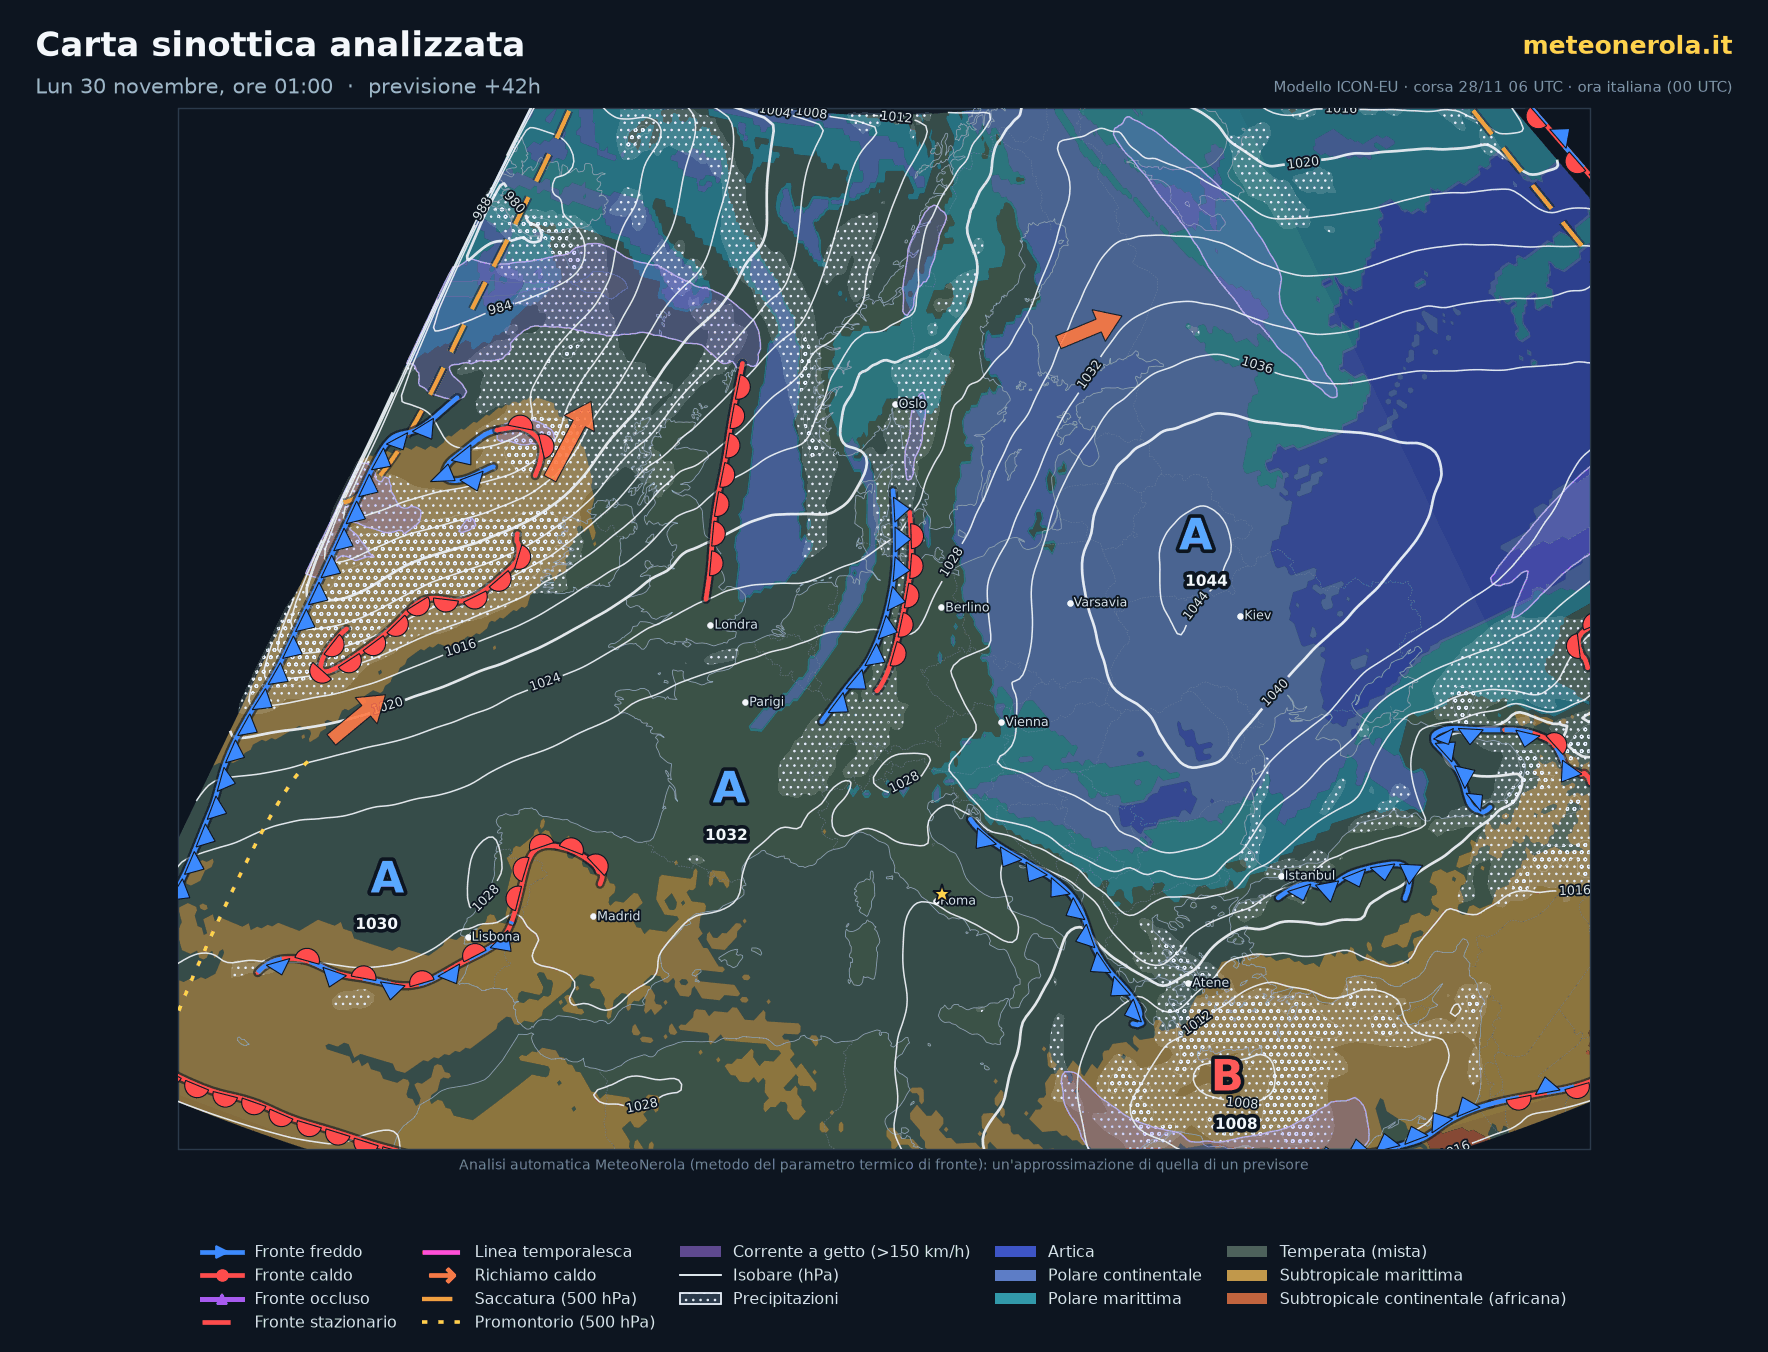 Carta sinottica analizzata
meteonerola.it
Lun 30 novembre, ore 01:00 · previsione +42h
Modello ICON-EU · corsa 28/11 06 UTC · ora italiana (00 UTC)
1004
1008
1012
1016
1020
988
980
984
1032
1036
Oslo
A
1044
1044
1028
Berlino
Varsavia
Kiev
Londra
1016
1024
1020
Parigi
Vienna
1040
1028
A
1032
A
1030
1028
Madrid
Lisbona
Roma
Istanbul
1016
Atene
1012
B
1008
1008
1028
Analisi automatica MeteoNerola (metodo del parametro termico di fronte): un'approssimazione di quella di un previsore
Fronte freddo
Fronte caldo
Fronte occluso
Fronte stazionario
Linea temporalesca
Richiamo caldo
Saccatura (500 hPa)
Promontorio (500 hPa)
Corrente a getto (>150 km/h)
Isobare (hPa)
Precipitazioni
Artica
Polare continentale
Polare marittima
Temperata (mista)
Subtropicale marittima
Subtropicale continentale (africana)